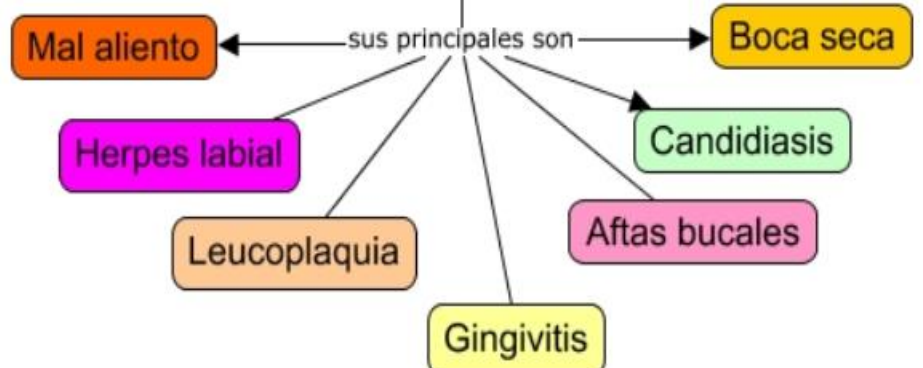 Mal aliento
sus principales son
Boca seca
Herpes labial
Candidiasis
Leucoplaquia
Aftas bucales
Gingivitis